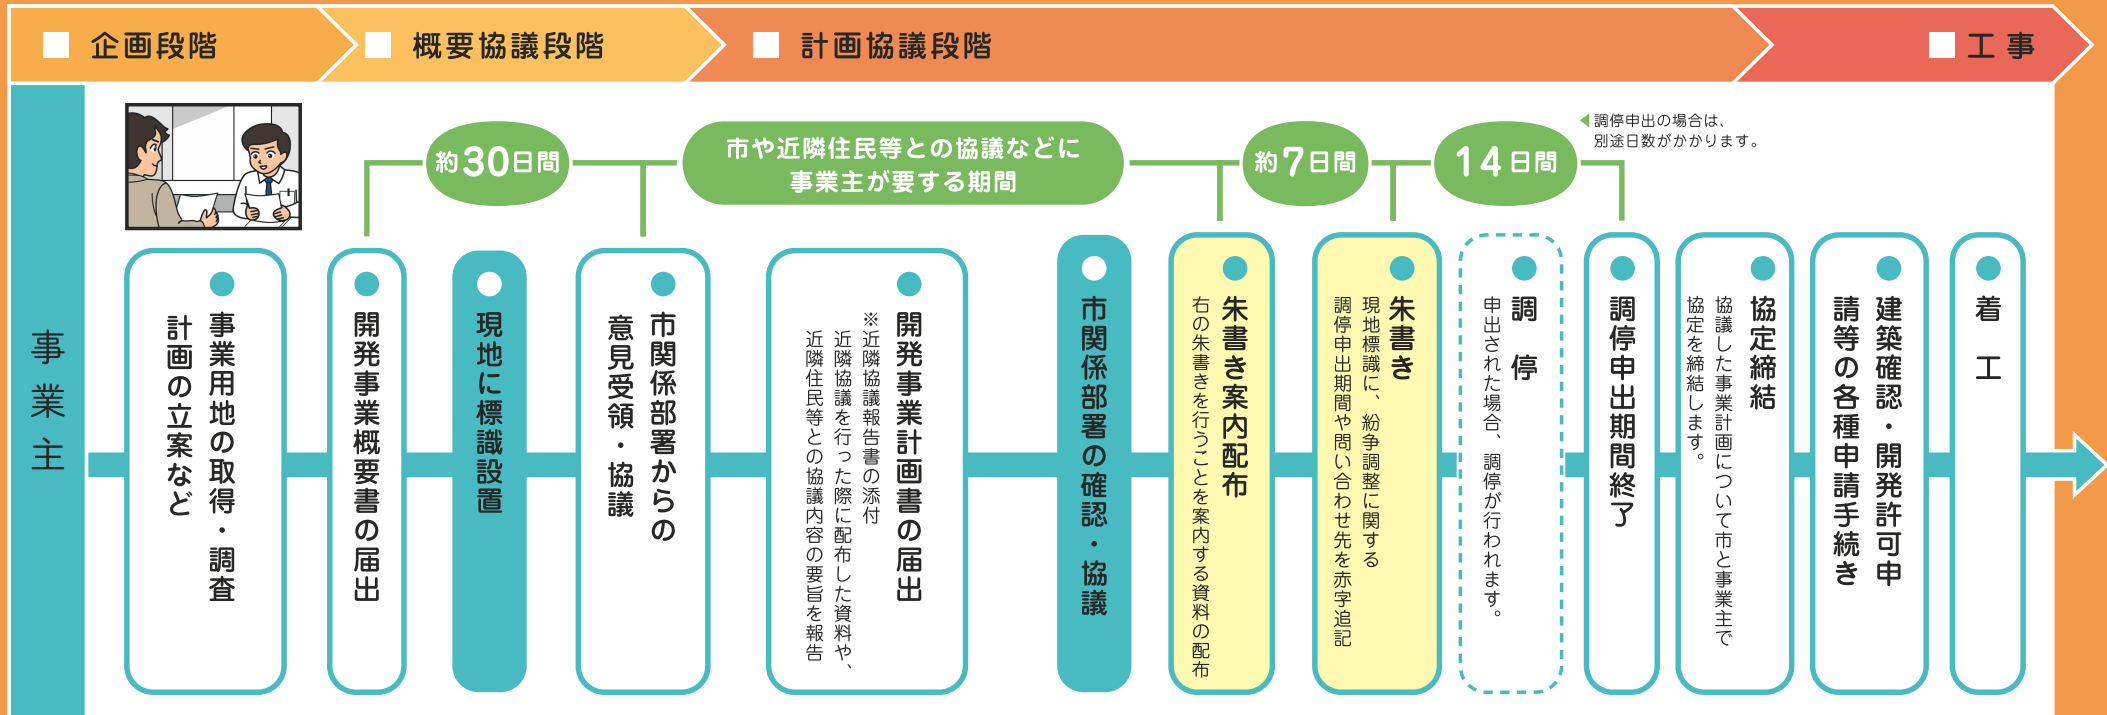 企画段階
概要協議段階
計画協議段階
工事
事業主
約30日間
市や近隣住民等との協議などに
事業主が要する期間
約7日間
14日間
◀調停申出の場合は、
別途日数がかかります。
事業用地の取得・調査
計画の立案など
開発事業概要書の届出
現地に標識設置
市関係部署からの
意見受領・協議
開発事業計画書の届出
※近隣協議報告書の添付
近隣協議を行った際に配布した資料や、
近隣住民等との協議内容の要旨を報告
市関係部署の確認・協議
朱書き案内配布
右の朱書きを行うことを案内する資料の配布
朱書き
現地標識に、紛争調整に関する
調停申出期間や問い合わせ先を赤字追記
調停
申出された場合、調停が行われます。
調停申出期間終了
協定締結
協議した事業計画について市と事業主で
協定を締結します。
建築確認・開発許可申
請等の各種申請手続き
着工